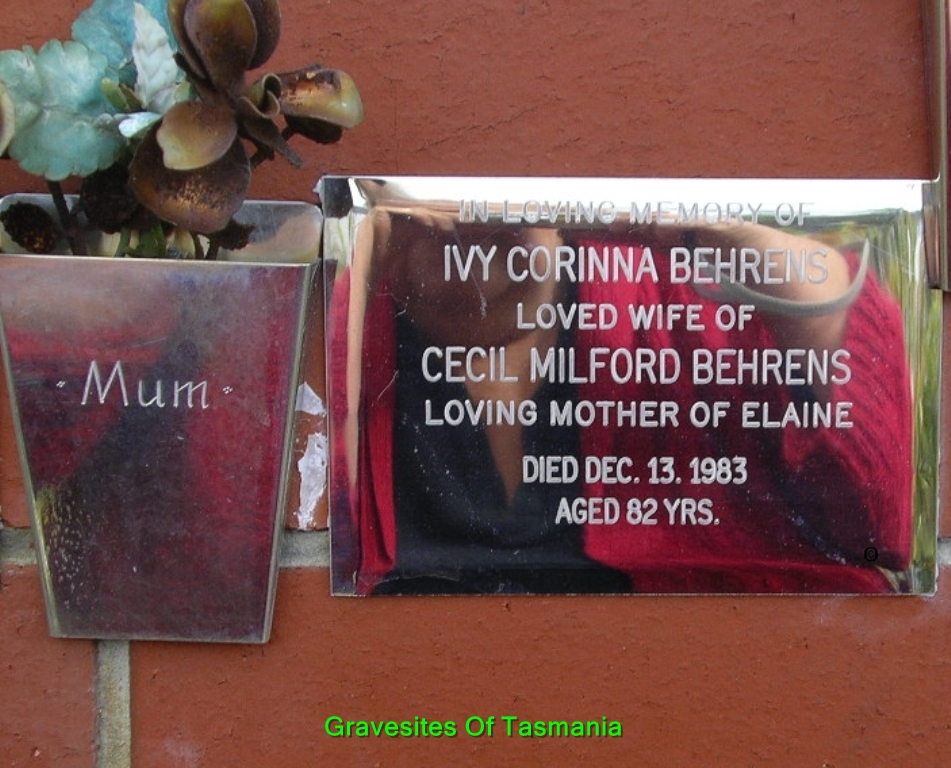 IN LOVING MEMORY OF
IVY CORINNA BEHRENS
LOVED WIFE OF
CECIL MILFORD BEHRENS
LOVING MOTHER OF ELAINE
DIED DEC. 13. 1983
AGED 82 YRS.
Mum
©
Gravesites Of Tasmania